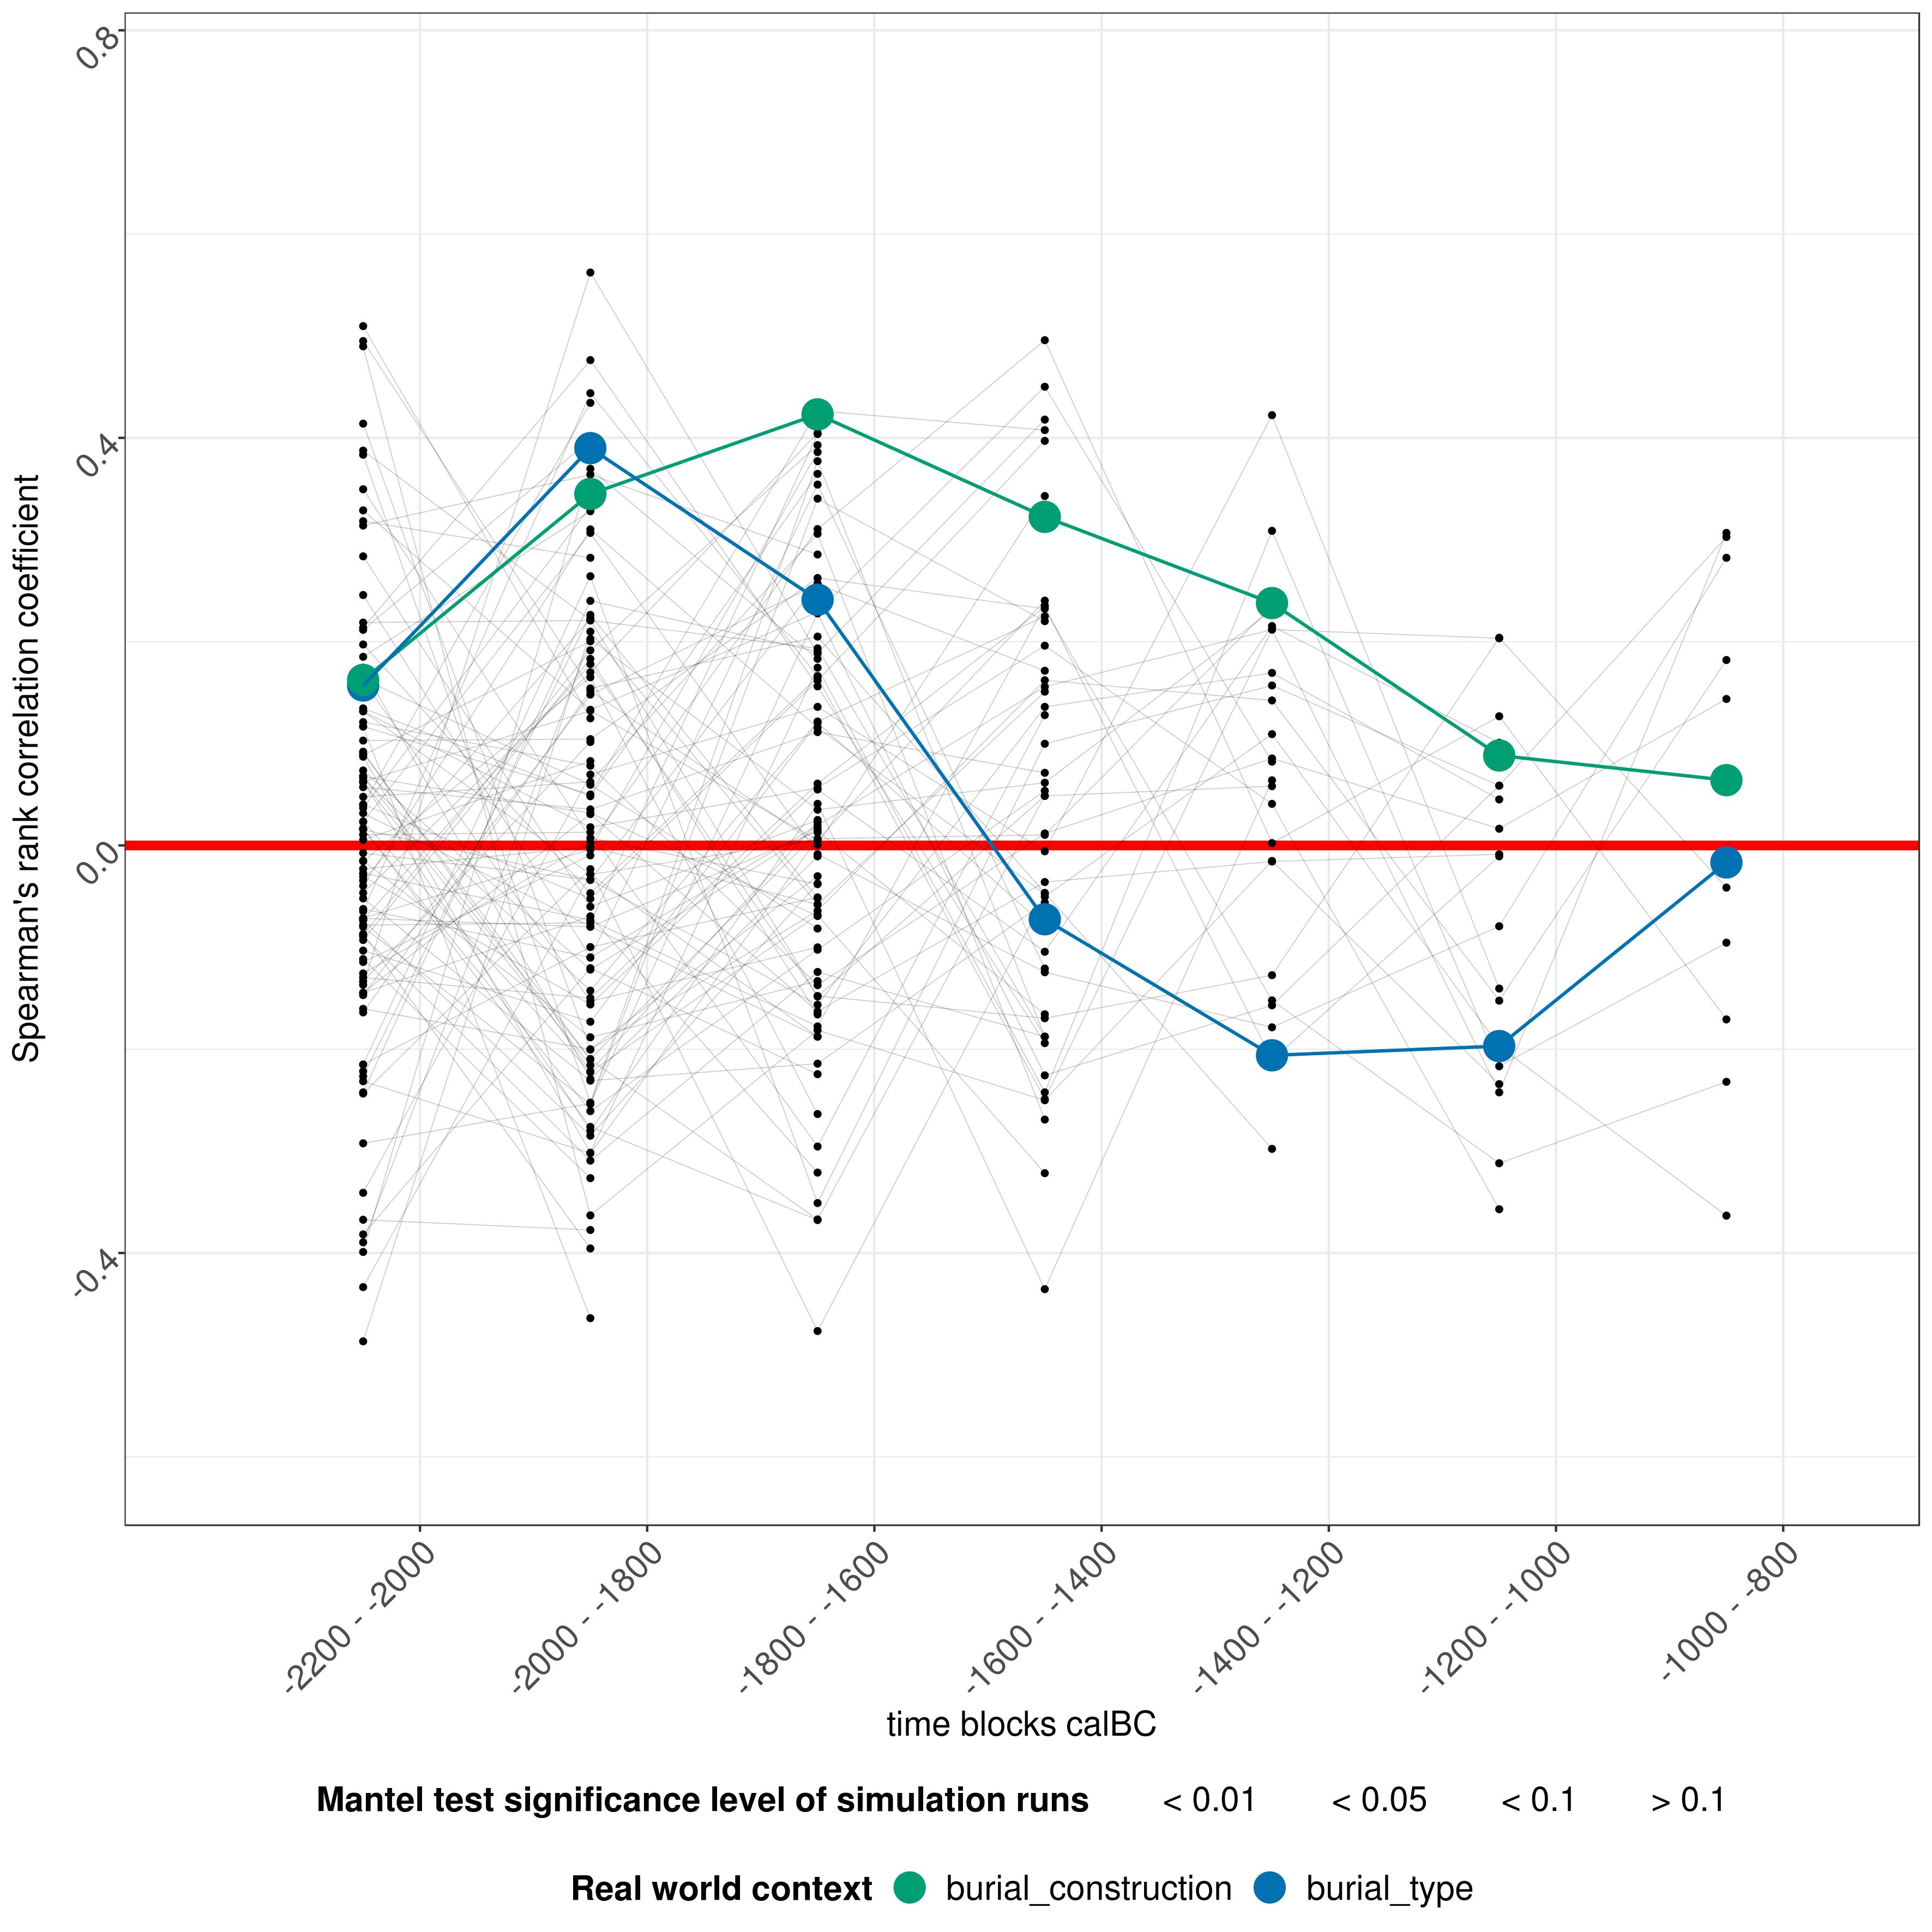 Spearman's rank correlation coefficient
0.8
0.4
0.0
-0.4
-2200 - -2000
-2000 - -1800
-1800 - -1600
-1600 - -1400
-1400 - -1200
-1200 - -1000
-1000 - -800
time blocks calBC
Mantel test significance level of simulation runs < 0.01 < 0.05 < 0.1 > 0.1
Real world context burial_construction burial_type